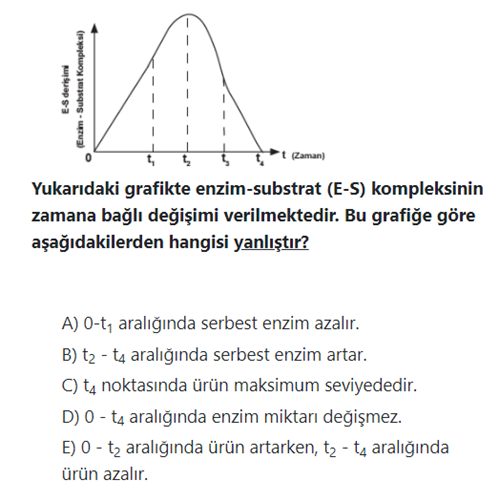 E-S derişimi
(Enzim - Substrat Kompleksi)
0 t₁ t₂ t₃ t₄ t (Zaman)
Yukarıdaki grafikte enzim-substrat (E-S) kompleksinin
zamana bağlı değişimi verilmektedir. Bu grafiğe göre
aşağıdakilerden hangisi yanlıştır?
A) 0-t₁ aralığında serbest enzim azalır.
B) t₂ - t₄ aralığında serbest enzim artar.
C) t₄ noktasında ürün maksimum seviyededir.
D) 0 - t₄ aralığında enzim miktarı değişmez.
E) 0 - t₂ aralığında ürün artarken, t₂ - t₄ aralığında
ürün azalır.